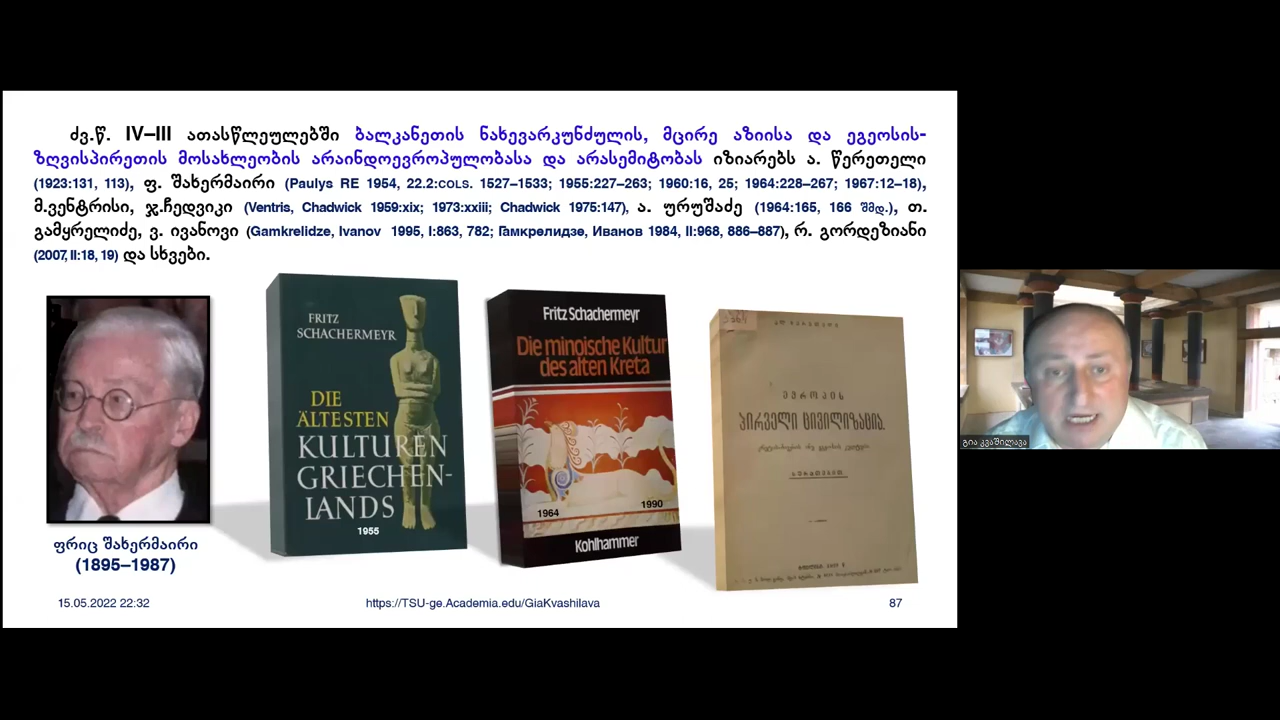 ძვ.წ. IV–III ათასწლეულებში ბალკანეთის ნახევარკუნძულის, მცირე აზიისა და ეგეოსის-
ზღვისპირეთის მოსახლეობის არაინდოევროპულობასა და არასემიტობას იზიარებს ა. წერეთელი
(1923:131, 113), ფ. შახერმაირი (Paulys RE 1954, 22.2:COLS. 1527–1533; 1955:227–263; 1960:16, 25; 1964:228–267; 1967:12–18),
მ.ვენტრისი, ჯ.ჩედვიკი (Ventris, Chadwick 1959:xix; 1973:xxiii; Chadwick 1975:147), ა. ურუშაძე (1964:165, 166 შმდ.), თ.
გამყრელიძე, ვ. ივანოვი (Gamkrelidze, Ivanov 1995, I:863, 782; Гамкрелидзе, Иванов 1984, II:968, 886–887), რ. გორდეზიანი
(2007, II:18, 19) და სხვები.
FRITZ
SCHACHERMEYR
DIE
ÄLTESTEN
KULTUREN
GRIECHEN-
LANDS
1955
Fritz Schachermeyr
Die minoische Kultur
des alten Kreta
1964
1990
Kohlhammer
ევროპის
პირველი ცივილიზაცია.
ფრიც შახერმაირი
(1895–1987)
15.05.2022 22:32
https://TSU-ge.Academia.edu/GiaKvashilava
87
გია კვაშილავა